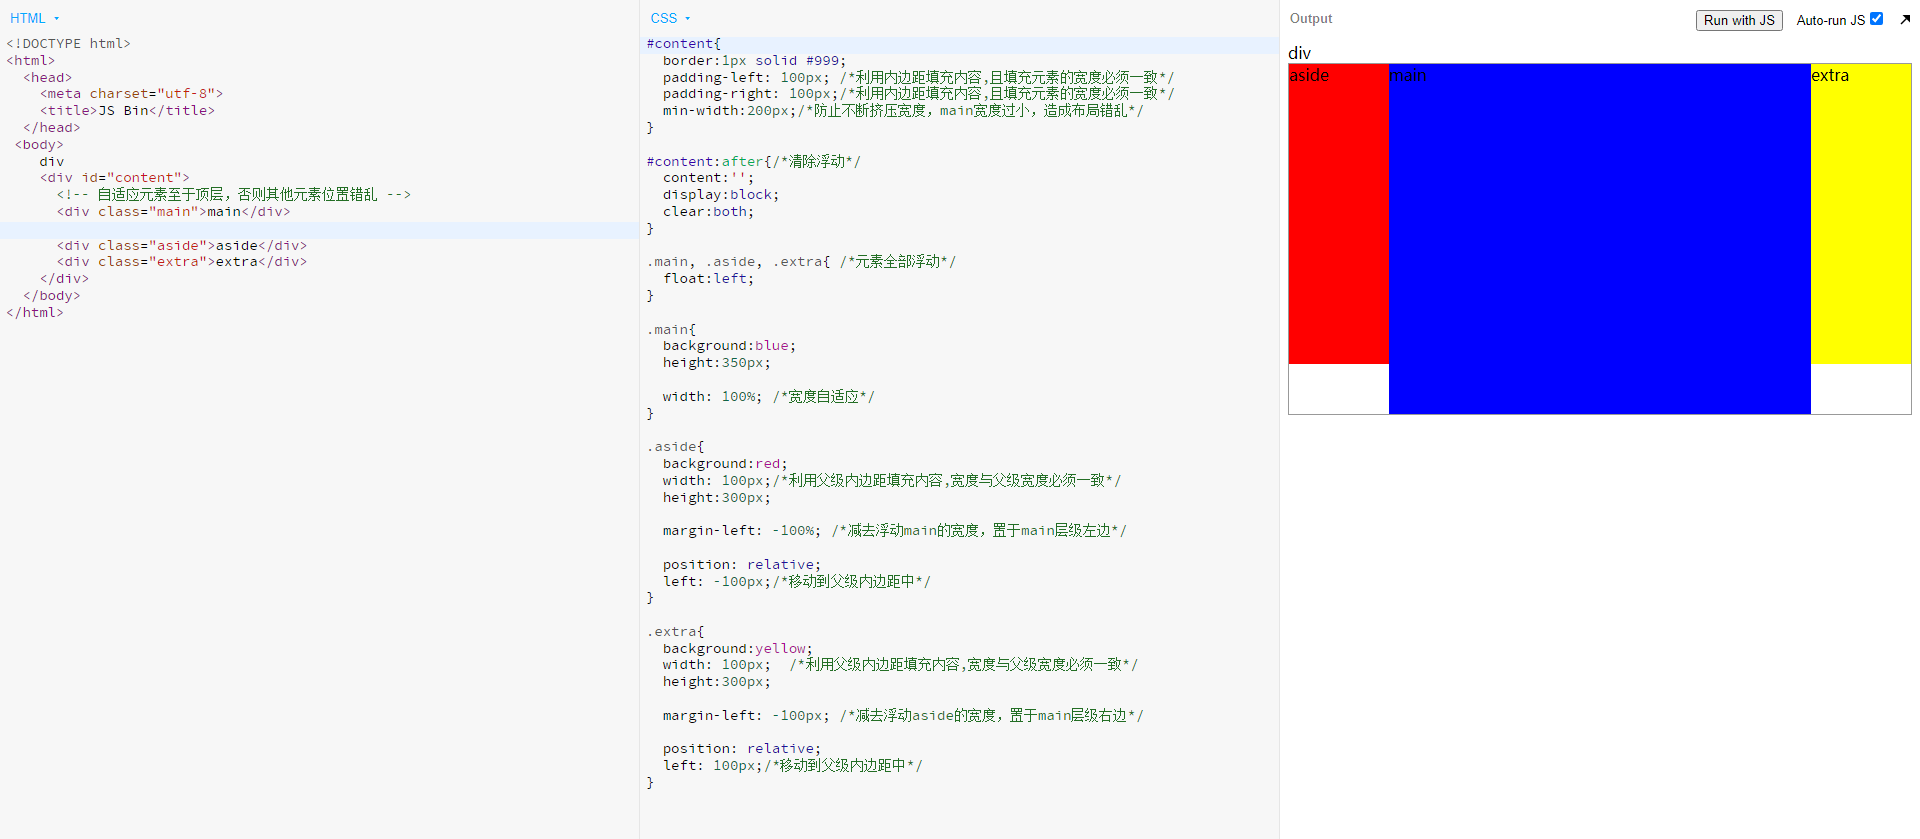 HTML
<!DOCTYPE html>
<html>
<head>
<meta charset="utf-8">
<title>JS Bin</title>
</head>
<body>
div
<div id="content">
<!-- 自适应元素至于顶层，否则其他元素位置错乱 -->
<div class="main">main</div>
<div class="aside">aside</div>
<div class="extra">extra</div>
</div>
</body>
</html>
CSS
#content{
border:1px solid #999;
padding-left: 100px; /*利用内边距填充内容,且填充元素的宽度必须一致*/
padding-right: 100px;/*利用内边距填充内容,且填充元素的宽度必须一致*/
min-width:200px;/*防止不断挤压宽度，main宽度过小，造成布局错乱*/
}
#content:after{/*清除浮动*/
content:'';
display:block;
clear:both;
}
.main, .aside, .extra{ /*元素全部浮动*/
float:left;
}
.main{
background:blue;
height:350px;
width: 100%; /*宽度自适应*/
}
.aside{
background:red;
width: 100px;/*利用父级内边距填充内容,宽度与父级宽度必须一致*/
height:300px;
margin-left: -100%; /*减去浮动main的宽度，置于main层级左边*/
position: relative;
left: -100px;/*移动到父级内边距中*/
}
.extra{
background:yellow;
width: 100px;  /*利用父级内边距填充内容,宽度与父级宽度必须一致*/
height:300px;
margin-left: -100px; /*减去浮动aside的宽度，置于main层级右边*/
position: relative;
left: 100px;/*移动到父级内边距中*/
}
Output
Run with JS
Auto-run JS
div
aside
main
extra